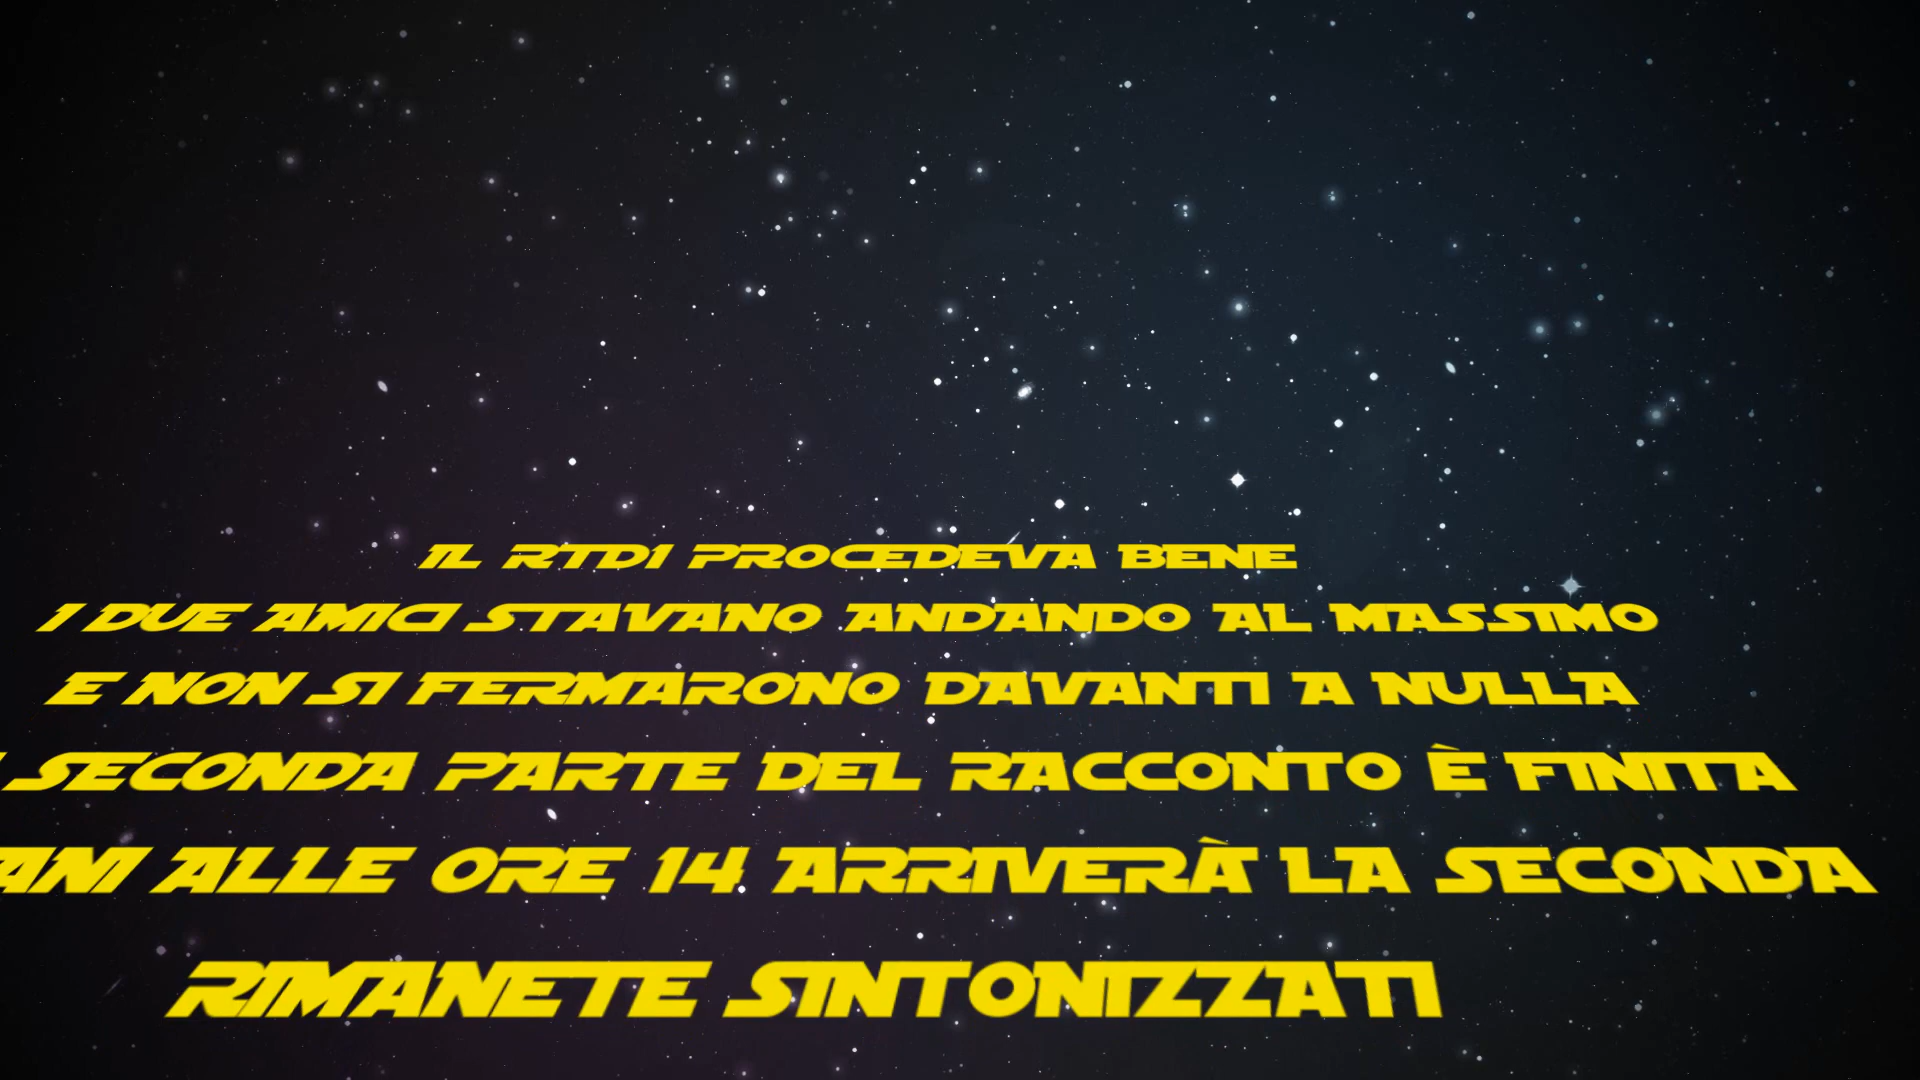 IL RTD1 PROCEDEVA BENE
I DUE AMICI STAVANO ANDANDO AL MASSIMO
E NON SI FERMARONO DAVANTI A NULLA
SECONDA PARTE DEL RACCONTO È FINITA
ANI ALLE ORE 14 ARRIVERÀ LA SECONDA
RIMANETE SINTONIZZATI